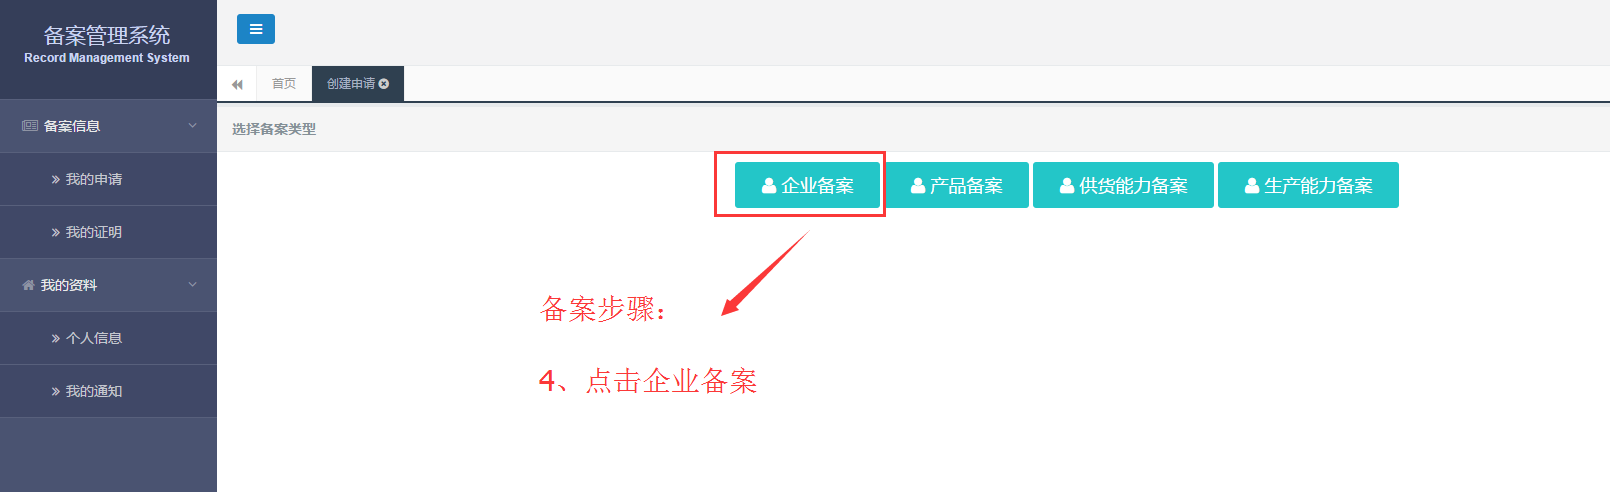 备案管理系统
Record Management System
备案信息
我的申请
我的证明
我的资料
个人信息
我的通知
首页
创建申请
选择备案类型
企业备案
产品备案
供货能力备案
生产能力备案
备案步骤：
4、点击企业备案